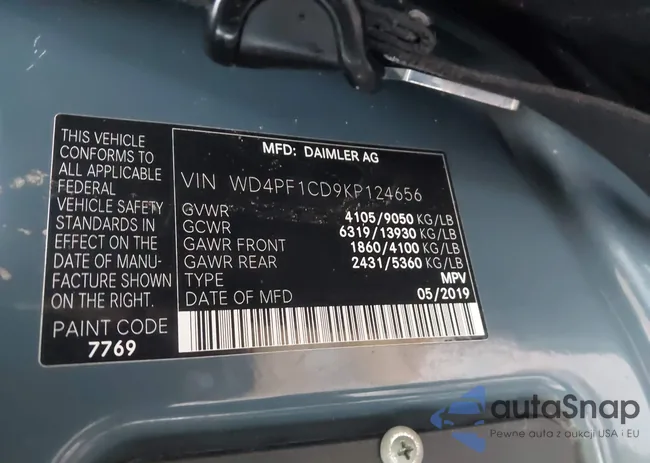 THIS VEHICLE
CONFORMS TO
ALL APPLICABLE
FEDERAL
VEHICLE SAFETY
STANDARDS IN
EFFECT ON THE
DATE OF MANU-
FACTURE SHOWN
ON THE RIGHT.
PAINT CODE
7769
MFD: DAIMLER AG
VIN WD4PF1CD9KP124656
GVWR 4105/9050 KG/LB
GCWR 6319/13930 KG/LB
GAWR FRONT 1860/4100 KG/LB
GAWR REAR 2431/5360 KG/LB
TYPE MPV
DATE OF MFD 05/2019
autaSnap
Pewne auta z aukcji USA i EU